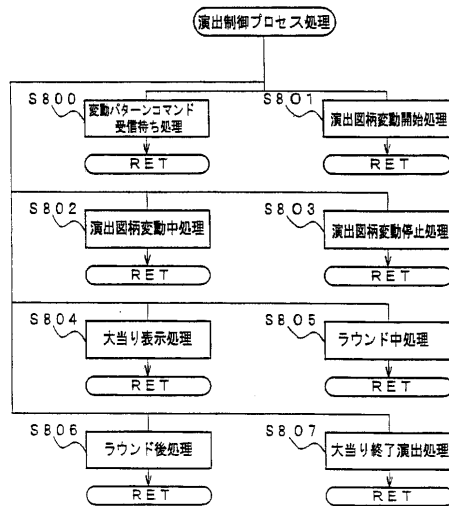 演出制御プロセス処理
S800
変動パターンコマンド
受信待ち処理
RET
S801
演出図柄変動開始処理
RET
S802
演出図柄変動中処理
RET
S803
演出図柄変動停止処理
RET
S804
大当り表示処理
RET
S805
ラウンド中処理
RET
S806
ラウンド後処理
RET
S807
大当り終了演出処理
RET